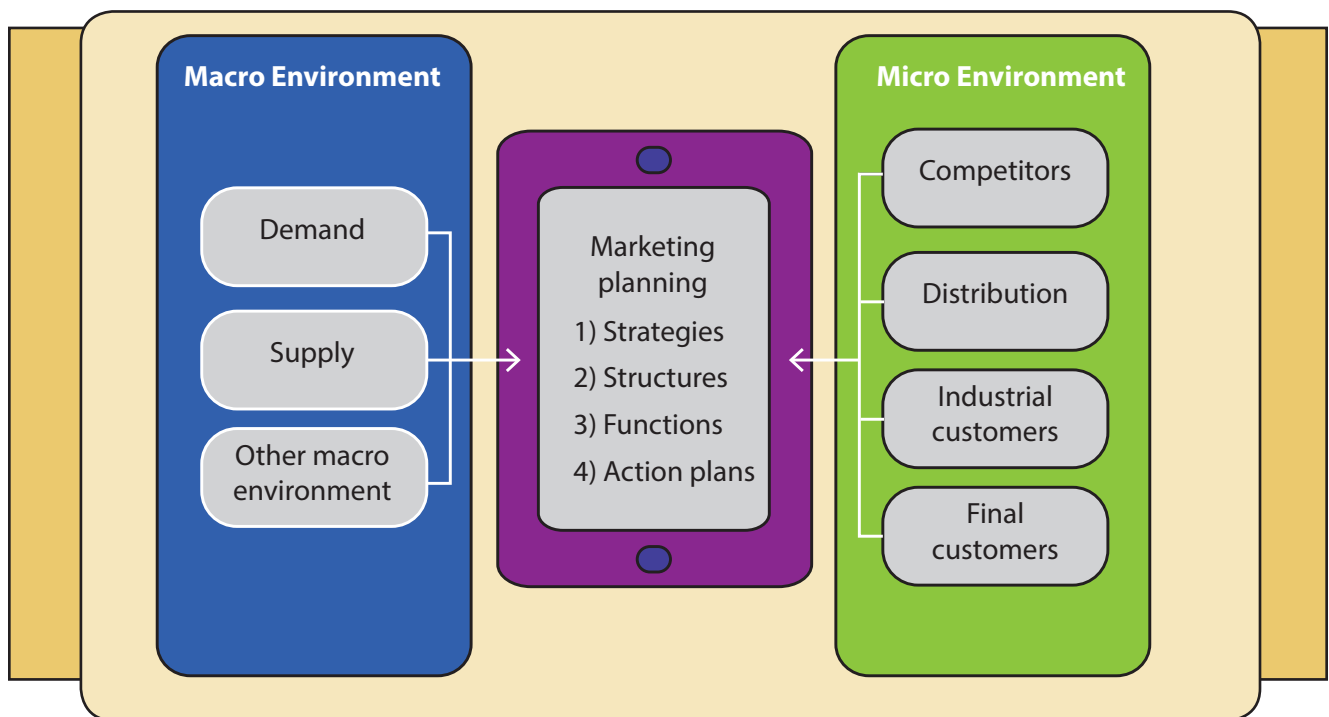 Macro Environment
Demand
Supply
Other macro
environment
Marketing
planning
1) Strategies
2) Structures
3) Functions
4) Action plans
Micro Environment
Competitors
Distribution
Industrial
customers
Final
customers